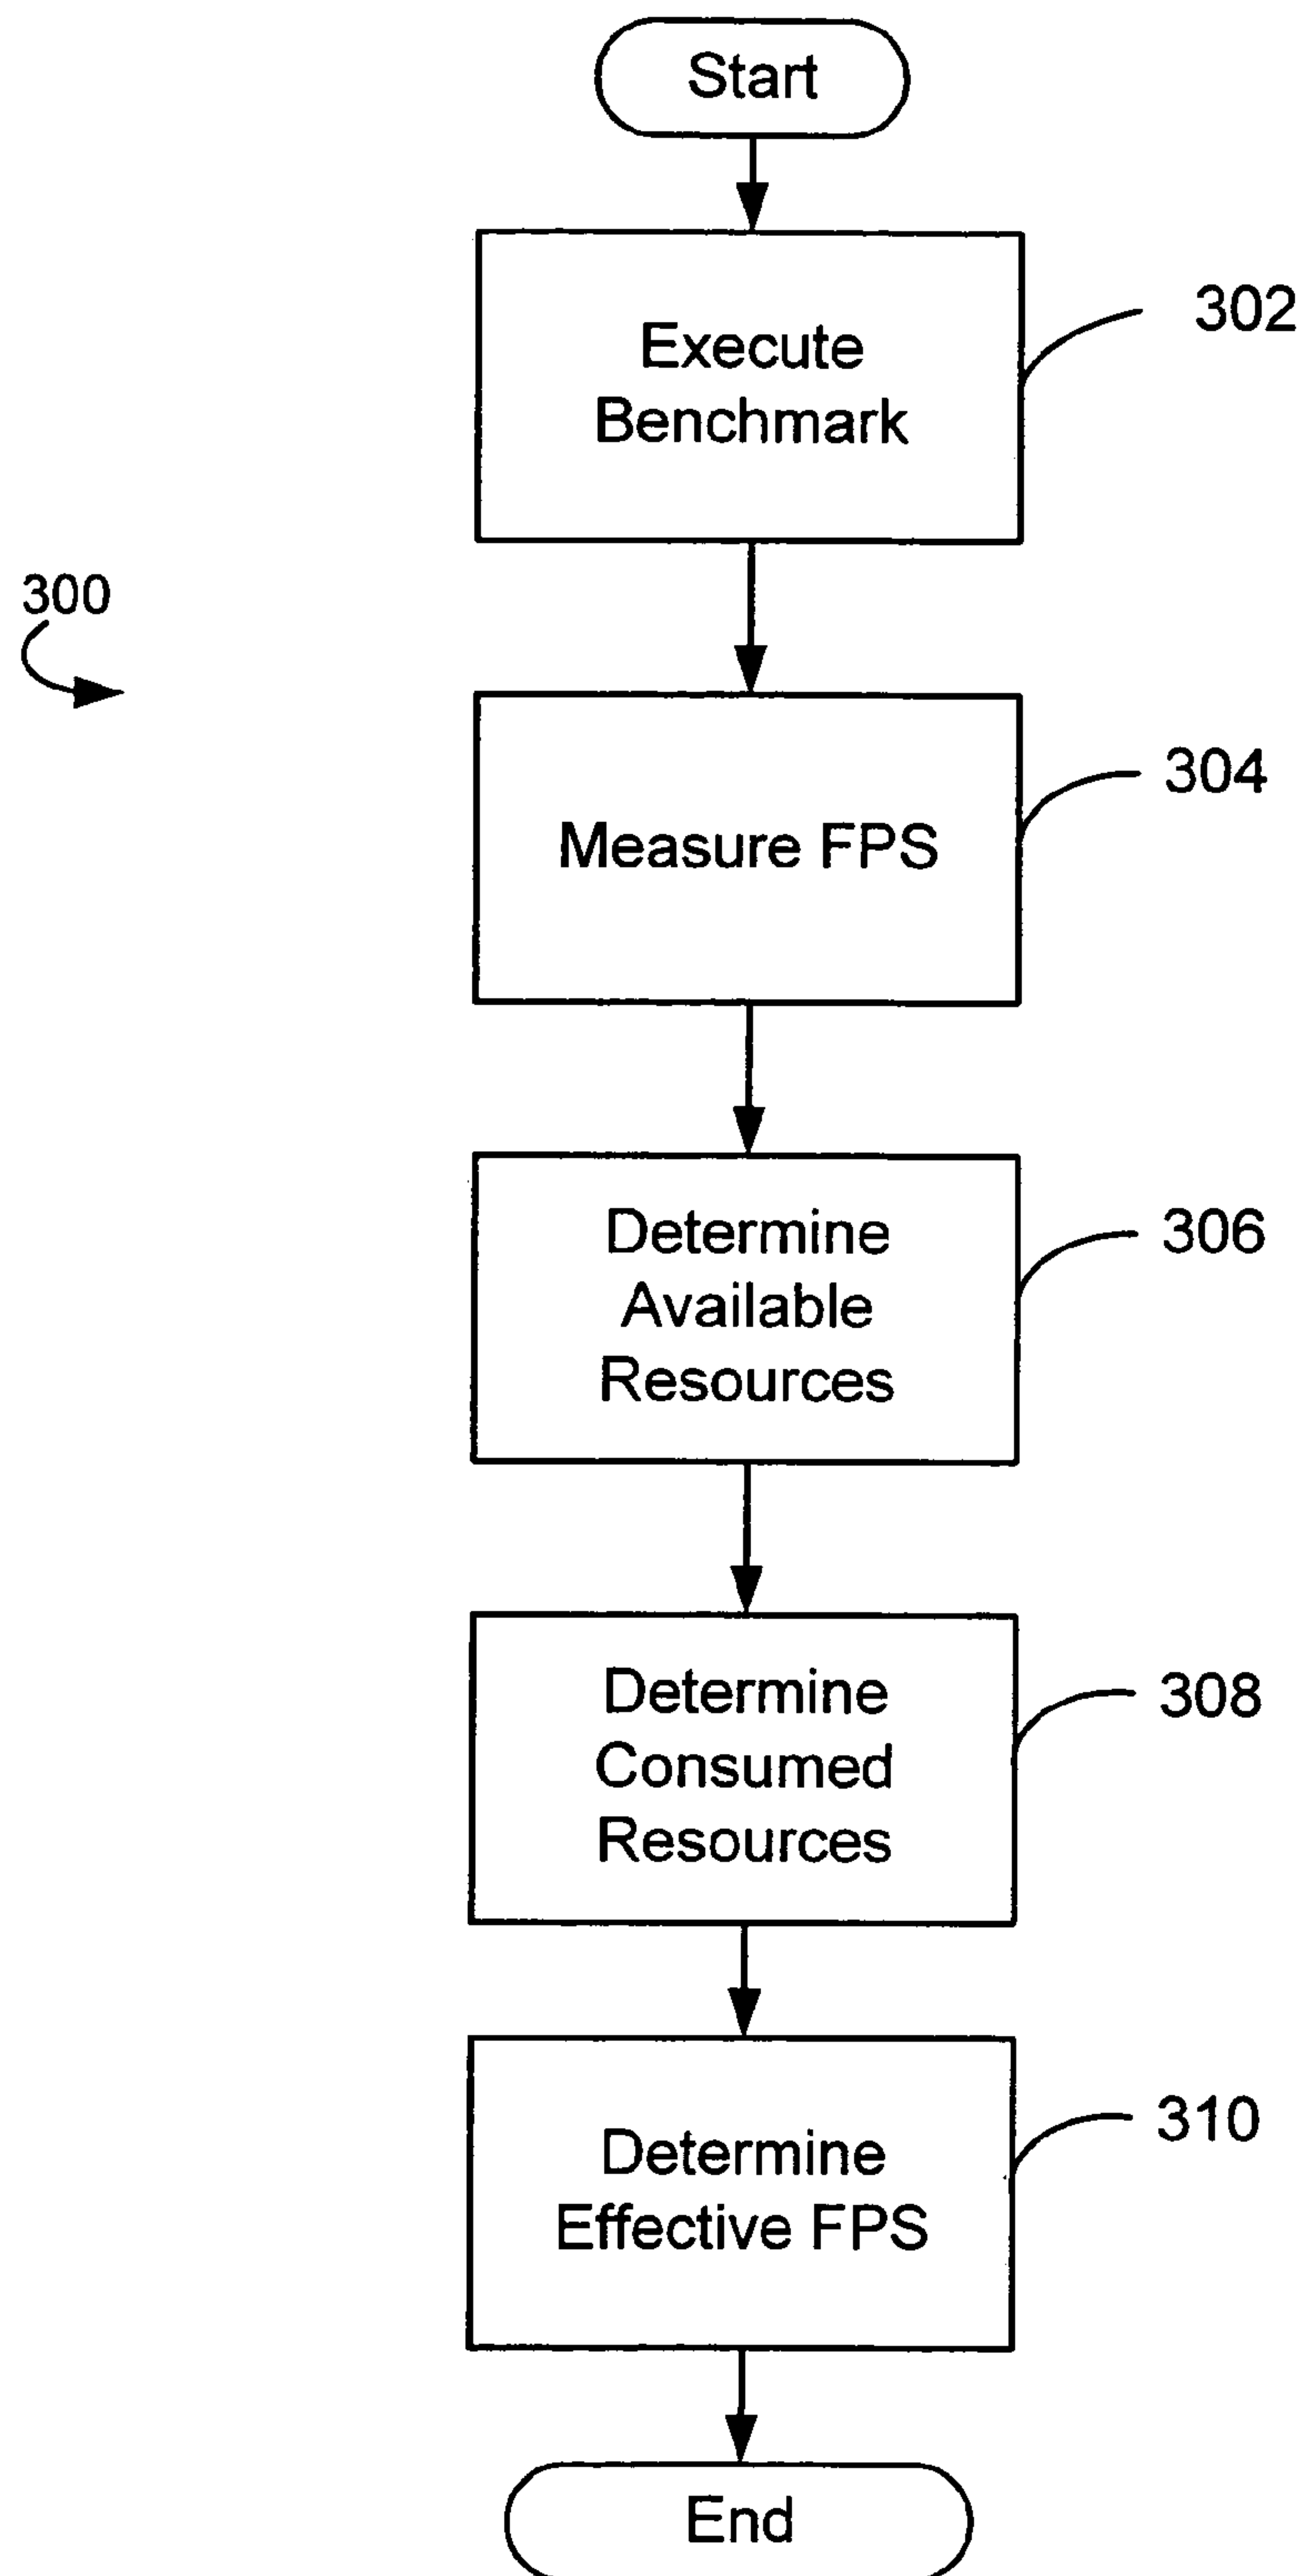 Start
Execute
Benchmark
302
300
Measure FPS
304
Determine
Available
Resources
306
Determine
Consumed
Resources
308
Determine
Effective FPS
310
End